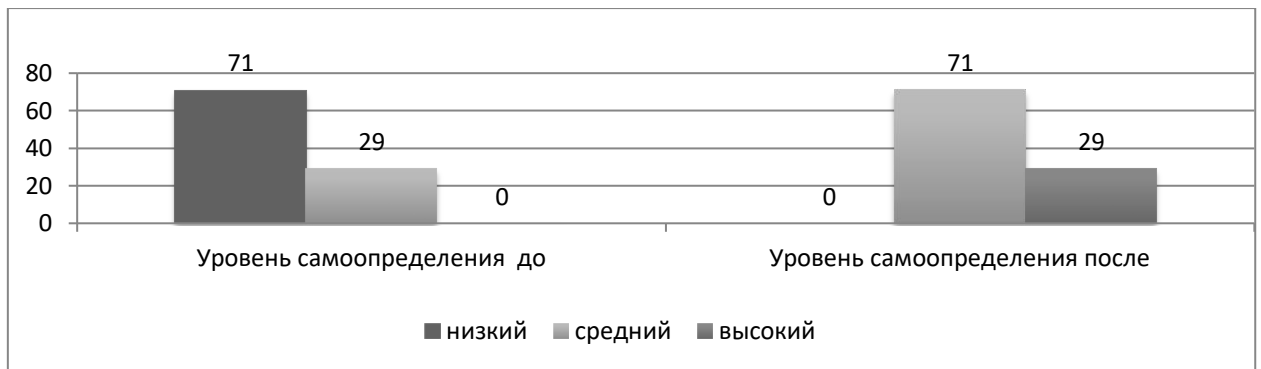 71
71
80
60
29
29
40
20
0
0
0
Уровень самоопределения до
Уровень самоопределения после
низкий
средний
высокий